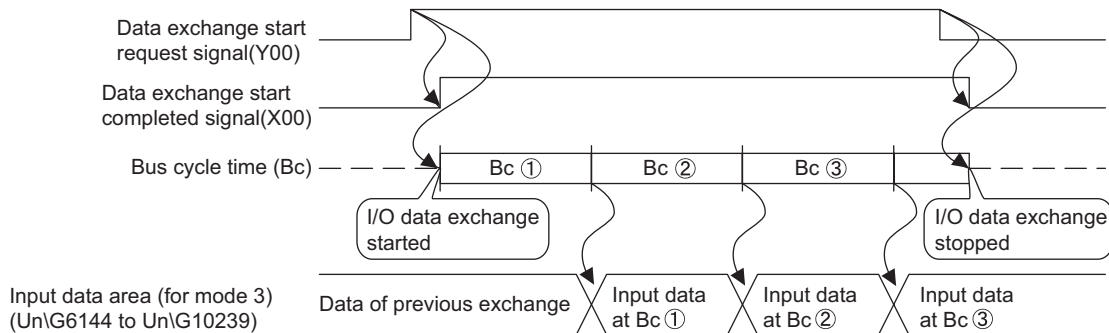 Data exchange start
request signal(Y00)
Data exchange start
completed signal(X00)
Bus cycle time (Bc)
Bc ①
Bc ②
Bc ③
I/O data exchange
started
I/O data exchange
stopped
Input data area (for mode 3)
(Un\G6144 to Un\G10239)
Data of previous exchange
Input data
at Bc ①
Input data
at Bc ②
Input data
at Bc ③